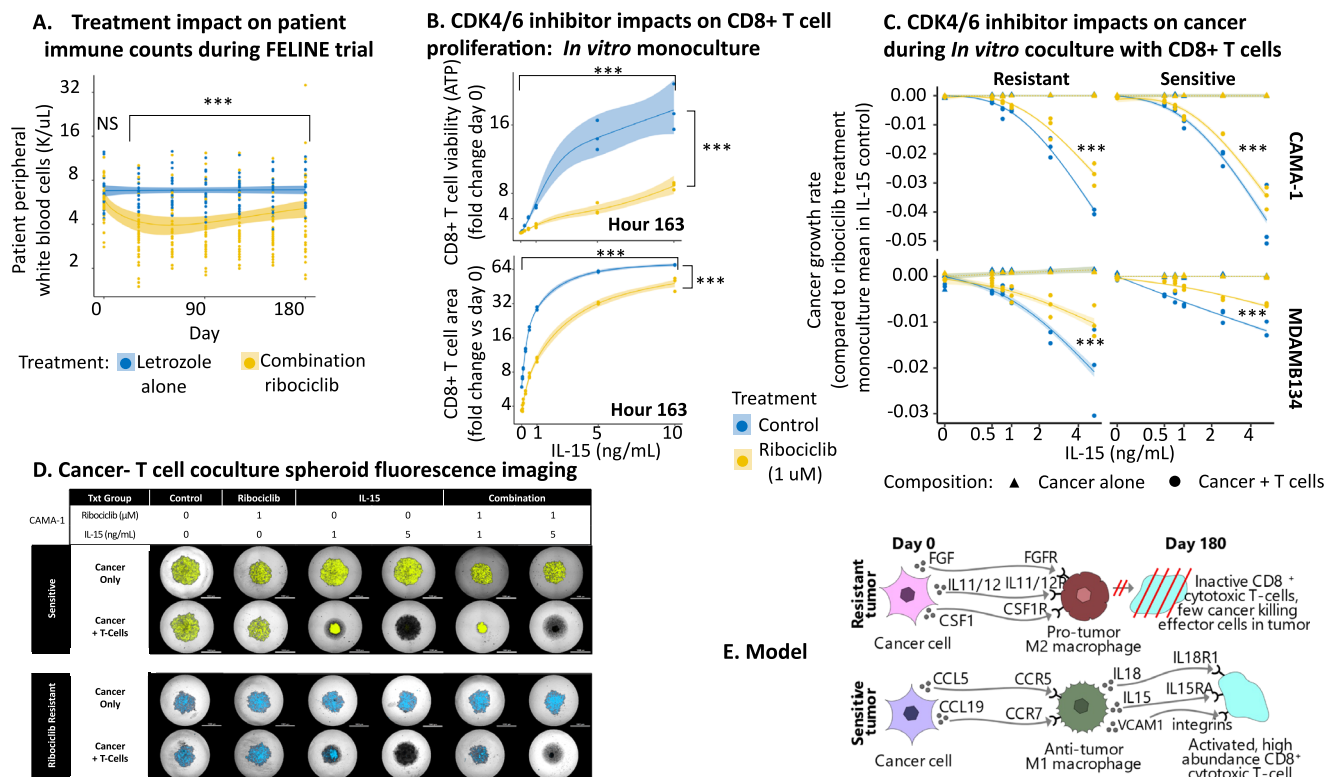 A. Treatment impact on patient
immune counts during FELINE trial
Patient peripheral
white blood cells (K/uL)
32
16
8
4
2
NS
***
0
90
180
Day
Treatment:
Letrozole
alone
Combination
ribociclib
B. CDK4/6 inhibitor impacts on CD8+ T cell
proliferation: In vitro monoculture
CD8+ T cell viability (ATP)
(fold change day 0)
16
8
4
***
***
Hour 163
CD8+ T cell area
(fold change vs day 0)
64
32
16
8
4
***
***
Hour 163
0
1
5
10
IL-15 (ng/mL)
Treatment
Control
Ribociclib
(1 uM)
C. CDK4/6 inhibitor impacts on cancer
during In vitro coculture with CD8+ T cells
Resistant
Sensitive
Cancer growth rate
(compared to ribociclib treatment
monoculture mean in IL-15 control)
0.00
-0.01
-0.02
-0.03
-0.04
-0.05
***
***
CAMA-1
0.00
-0.01
-0.02
-0.03
***
***
MDAMB134
0 0.5 1 2 4
0 0.5 1 2 4
IL-15 (ng/mL)
Composition:
Cancer alone
Cancer + T cells
D. Cancer- T cell coculture spheroid fluorescence imaging
CAMA-1
Txt Group Control Ribociclib IL-15 Combination
Ribociclib (µM) 0 1 0 0 1 1
IL-15 (ng/mL) 0 0 1 5 1 5
Sensitive
Cancer
Only
Cancer
+ T-Cells
Ribociclib Resistant
Cancer
Only
Cancer
+ T-Cells
E. Model
Day 0
Day 180
Resistant
tumor
FGF
FGFR
IL11/12
IL11/12R
CSF1
CSF1R
Cancer cell
Pro-tumor
M2 macrophage
Inactive CD8 +
cytotoxic T-cells,
few cancer killing
effector cells in tumor
Sensitive
tumor
CCL5
CCR5
CCL19
CCR7
IL18
IL18R1
IL15
IL15RA
VCAM1
integrins
Cancer cell
Anti-tumor
M1 macrophage
Activated, high
abundance CD8+
cytotoxic T-cell